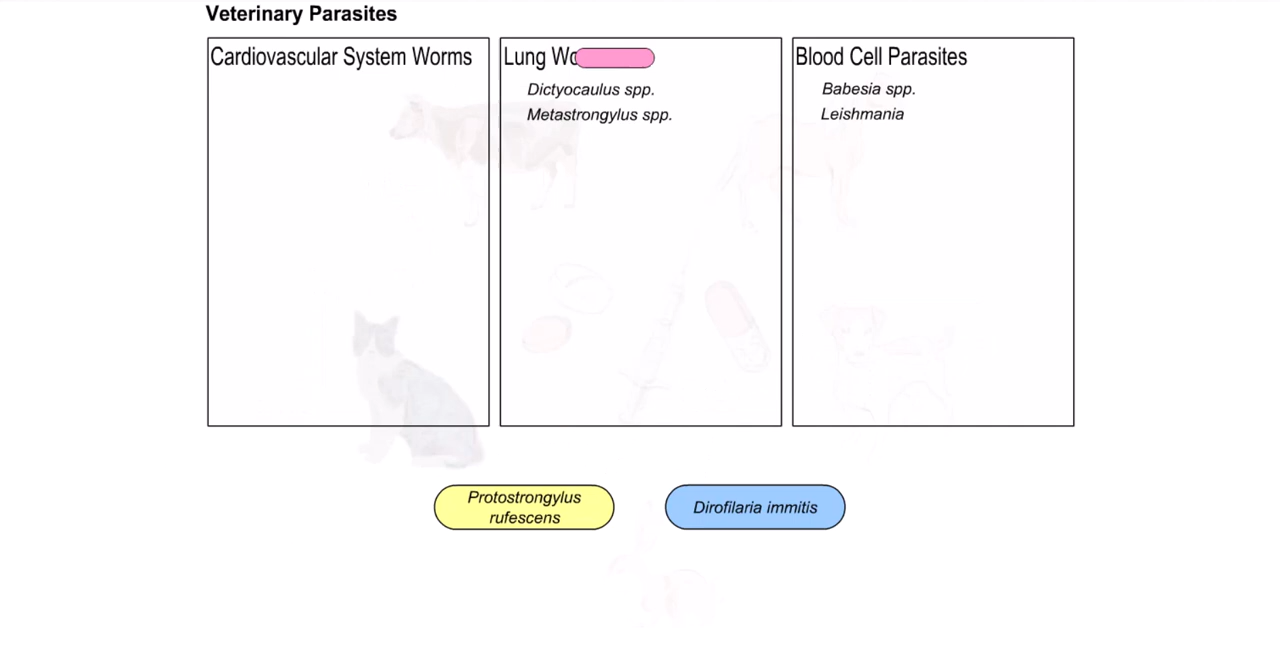 Veterinary Parasites
Cardiovascular System Worms
Lung
Dictyocaulus spp.
Metastrongylus spp.
Blood Cell Parasites
Babesia spp.
Leishmania
Protostrongylus
rufescens
Dirofilaria immitis